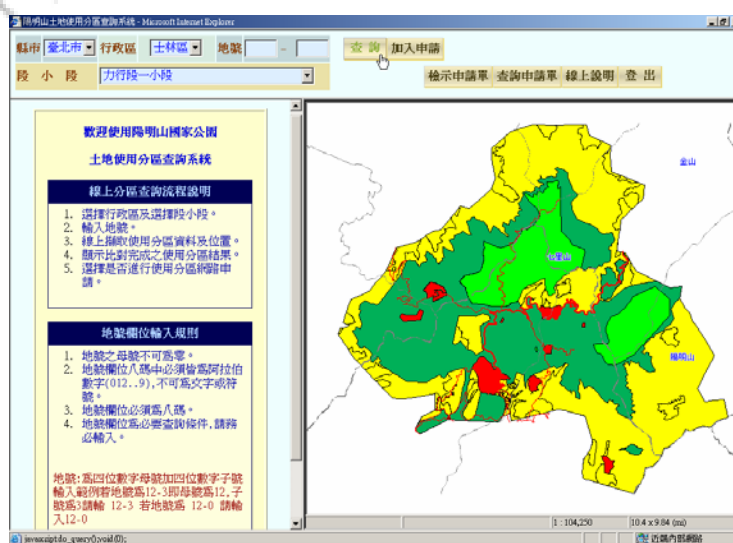 陽明山土地使用分區查詢系統 - Microsoft Internet Explorer
縣市 臺北市 行政區 士林區 地號 - 查 詢 加入申請
段 小 段 力行段一小段 檢示申請單 查詢申請單 線上說明 登 出
歡迎使用陽明山國家公園
土地使用分區查詢系統
線上分區查詢流程說明
1. 選擇行政區及選擇段小段。
2. 輸入地號。
3. 線上擷取使用分區資料及位置。
4. 顯示比對完成之使用分區結果。
5. 選擇是否進行使用分區網路申
請。
地號欄位輸入規則
1. 地號之母號不可為零。
2. 地號欄位八碼中必須皆為阿拉伯
數字(012..9),不可為文字或符
號。
3. 地號欄位必須為八碼。
4. 地號欄位為必要查詢條件,請務
必輸入。
地號:為四位數字母號加四位數字子號
輸入範例若地號為12-3即母號為12,子
號為3請輸 12-3 若地號為 12-0 請輸
入12-0
金山
七星山
陽明山
1 : 104,250 10.4 x 9.84 (mi)
javascript:do_query();void(0); 近端內部網路